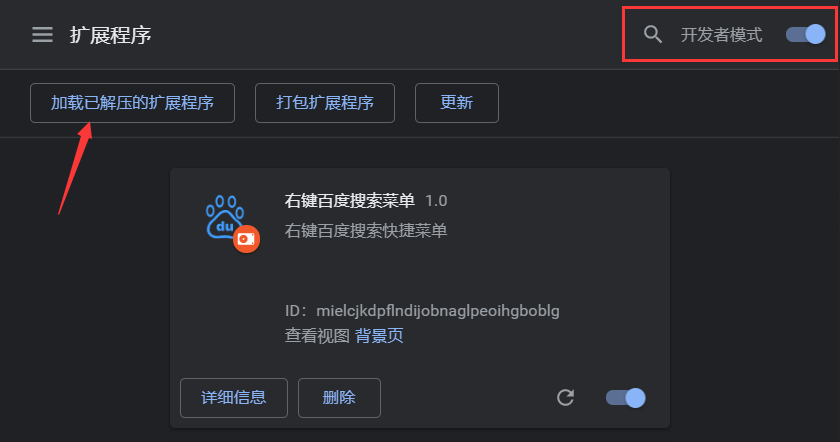 扩展程序
开发者模式
加载已解压的扩展程序
打包扩展程序
更新
du
右键百度搜索菜单 1.0
右键百度搜索快捷菜单
ID：mielcjkdpflndijobnaglpeoihgboblg
查看视图 背景页
详细信息
删除